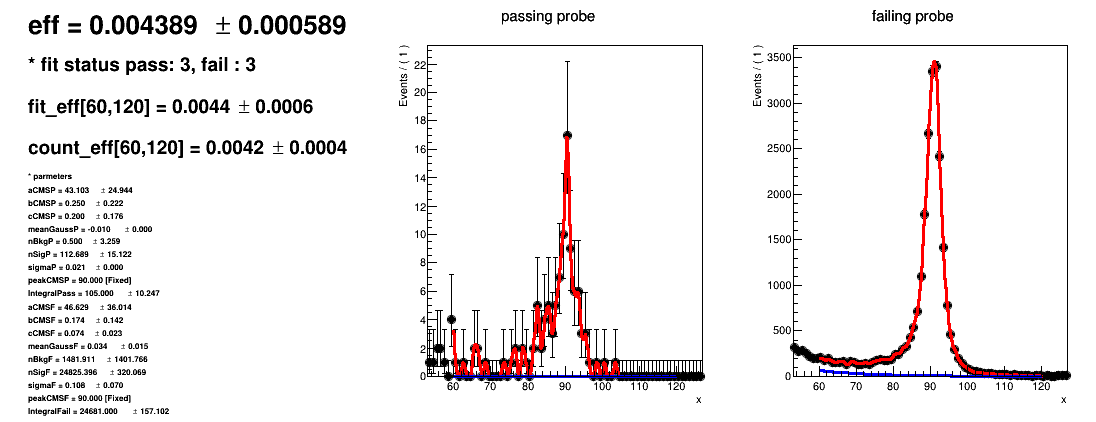 eff = 0.004389 ± 0.000589
* fit status pass: 3, fail : 3
fit_eff[60,120] = 0.0044 ± 0.0006
count_eff[60,120] = 0.0042 ± 0.0004
* parmeters
aCMSP = 43.103 ± 24.944
bCMSP = 0.250 ± 0.222
cCMSP = 0.200 ± 0.176
meanGaussP = -0.010 ± 0.000
nBkgP = 0.500 ± 3.259
nSigP = 112.689 ± 15.122
sigmaP = 0.021 ± 0.000
peakCMSP = 90.000 [Fixed]
IntegralPass = 105.000 ± 10.247
aCMSF = 46.629 ± 36.014
bCMSF = 0.174 ± 0.142
cCMSF = 0.074 ± 0.023
meanGaussF = 0.034 ± 0.015
nBkgF = 1481.911 ± 1401.766
nSigF = 24825.396 ± 320.069
sigmaF = 0.108 ± 0.070
peakCMSF = 90.000 [Fixed]
IntegralFail = 24681.000 ± 157.102
passing probe
Events / ( 1 )
22
20
18
16
14
12
10
8
6
4
2
0
60 70 80 90 100 110 120
x
failing probe
Events / ( 1 )
3500
3000
2500
2000
1500
1000
500
0
60 70 80 90 100 110 120
x